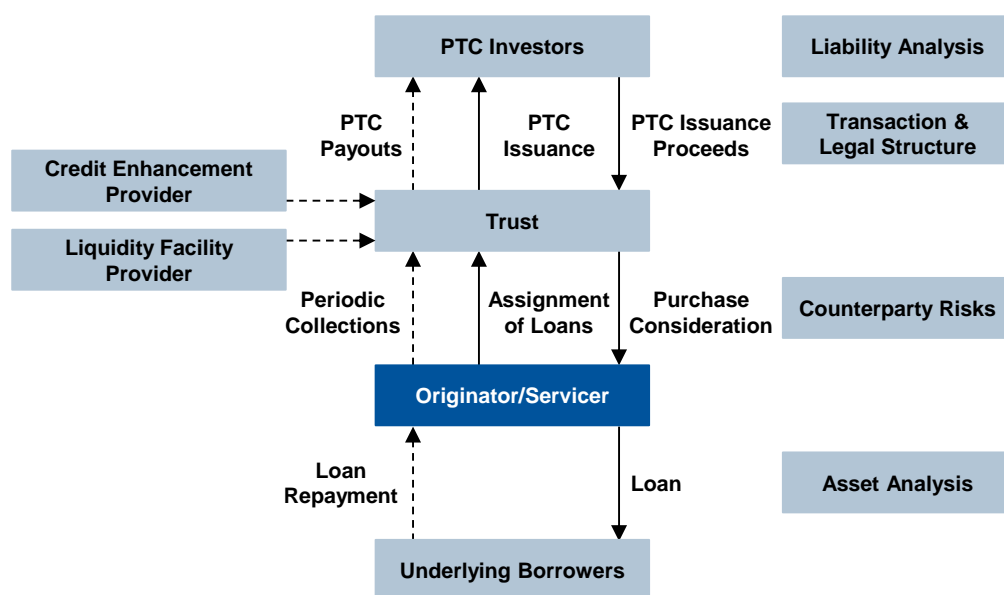 PTC Investors
Liability Analysis
PTC
Payouts
PTC
Issuance
PTC Issuance
Proceeds
Transaction &
Legal Structure
Credit Enhancement
Provider
Trust
Liquidity Facility
Provider
Periodic
Collections
Assignment
of Loans
Purchase
Consideration
Counterparty Risks
Originator/Servicer
Loan
Repayment
Loan
Asset Analysis
Underlying Borrowers